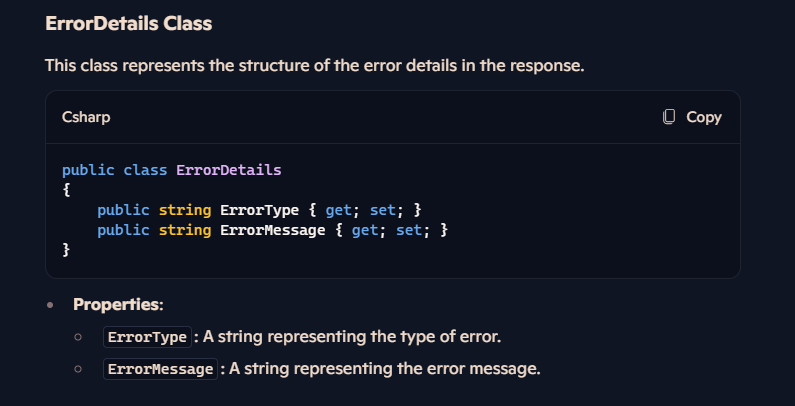 ErrorDetails Class
This class represents the structure of the error details in the response.
Csharp Copy
public class ErrorDetails
{
    public string ErrorType { get; set; }
    public string ErrorMessage { get; set; }
}
Properties:
ErrorType : A string representing the type of error.
ErrorMessage : A string representing the error message.